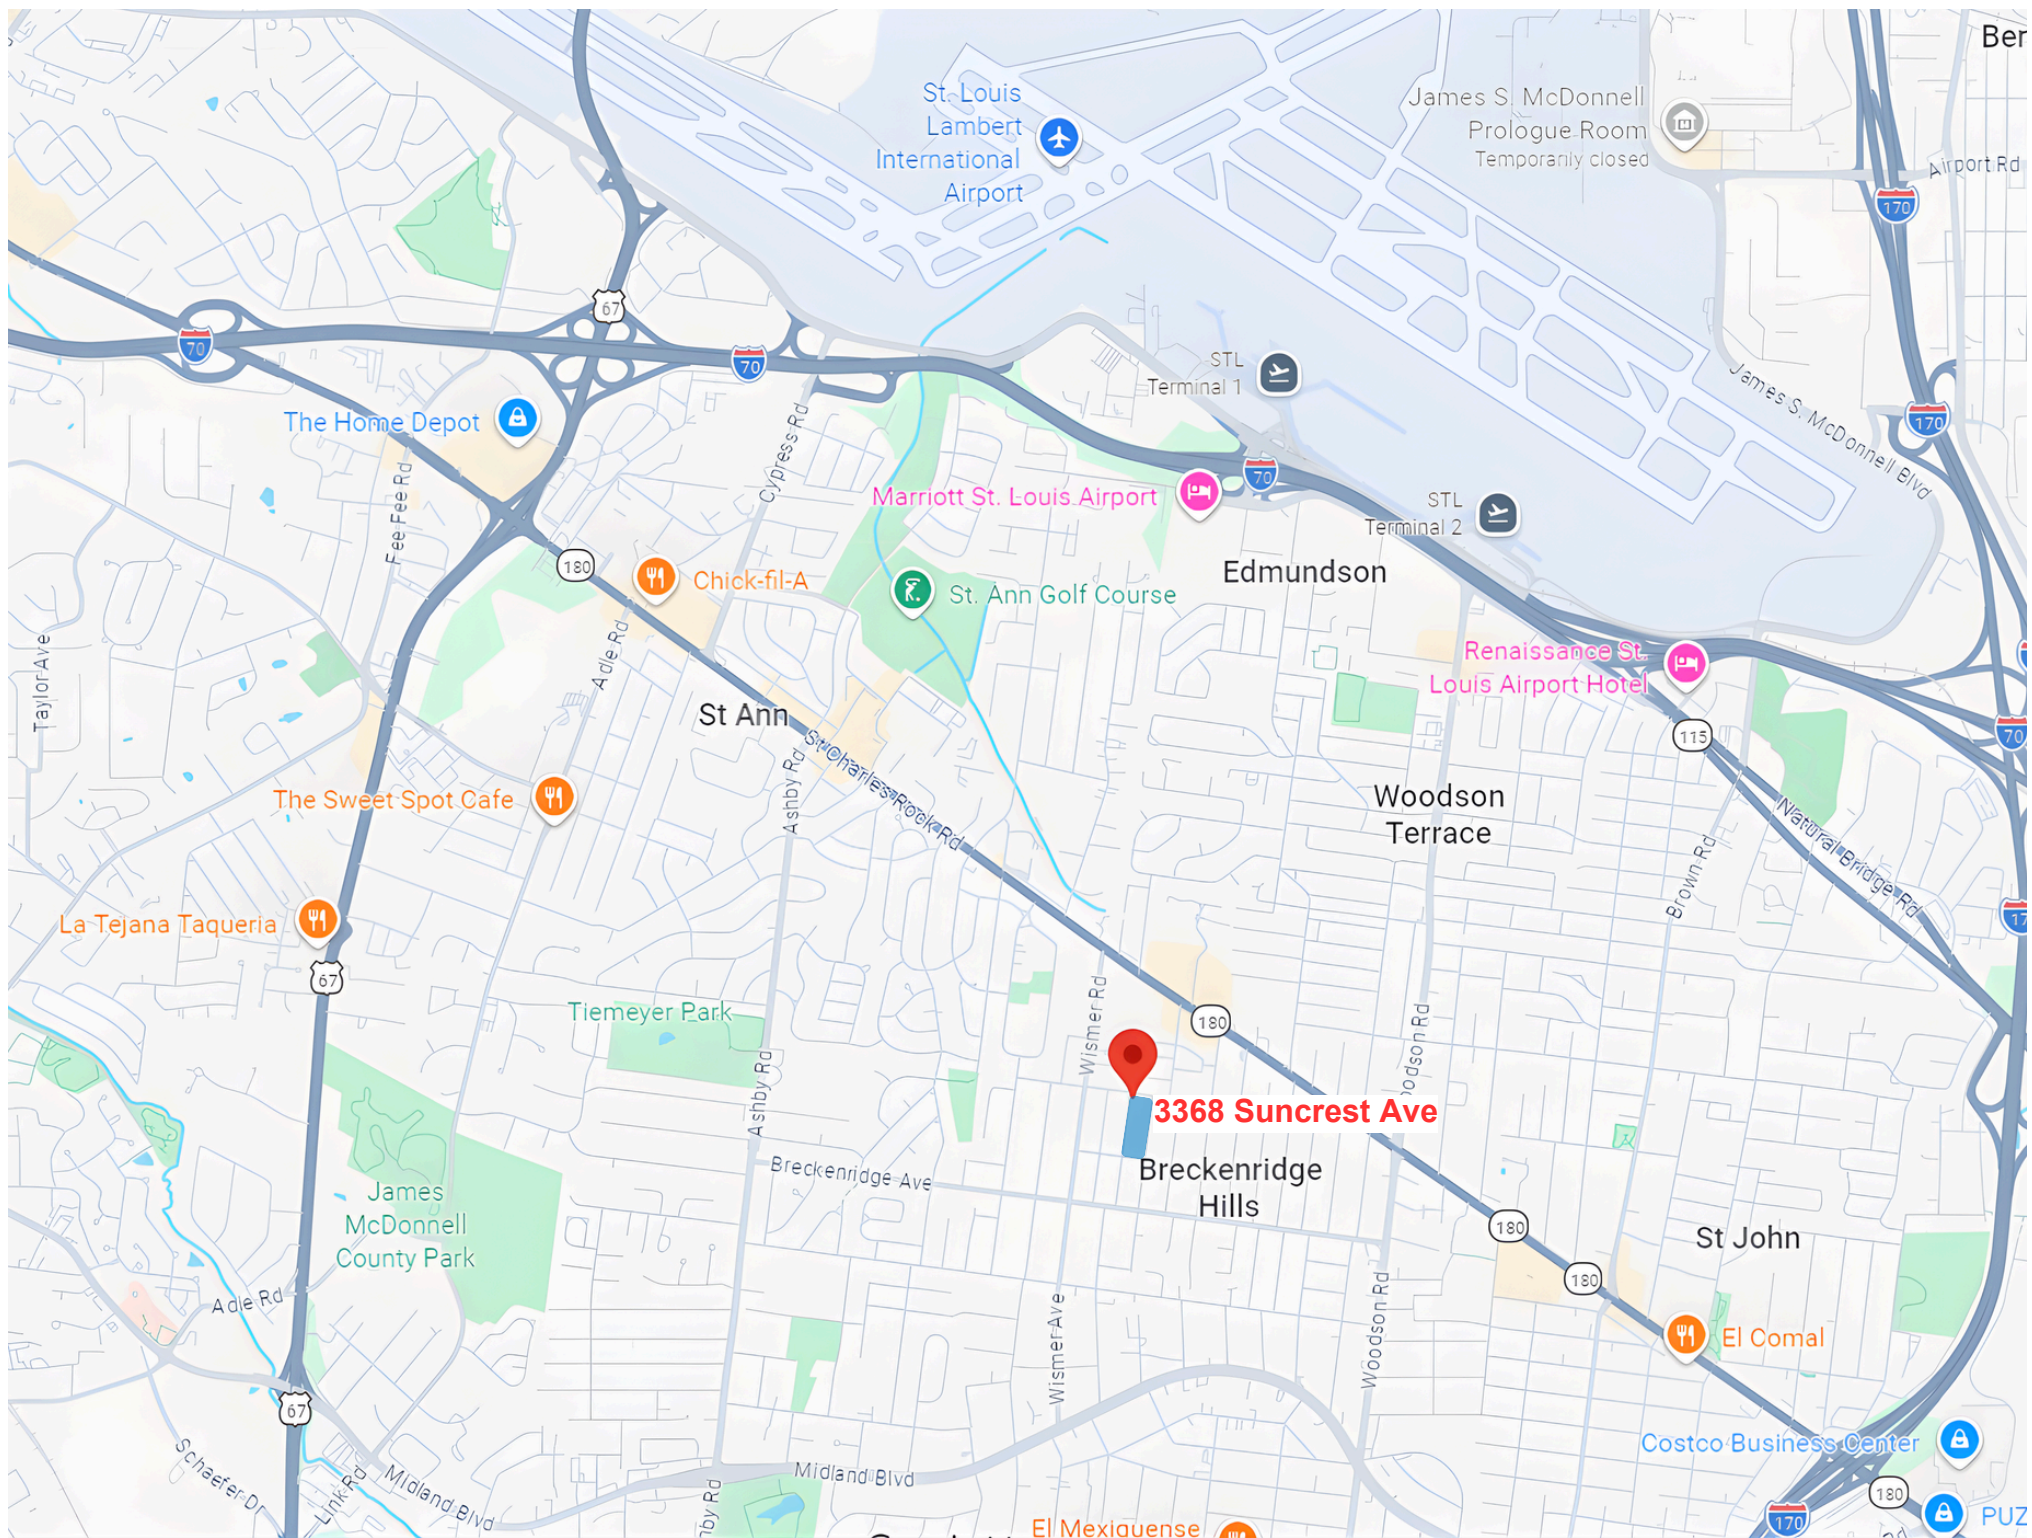 Ber
St. Louis
Lambert
International
Airport
James S. McDonnell
Prologue Room
Temporarily closed
Airport Rd
170
67
70
70
STL
Terminal 1
James S. McDonnell Blvd
170
The Home Depot
Cypress Rd
Fee Fee Rd
70
Marriott St. Louis Airport
STL
Terminal 2
180
Chick-fil-A
Edmundson
St. Ann Golf Course
Taylor Ave
Adle Rd
Renaissance St.
Louis Airport Hotel
St Ann
115
70
St Charles Rock Rd
Ashby Rd
The Sweet Spot Cafe
Woodson
Terrace
Natural Bridge Rd
Brown Rd
La Tejana Taqueria
17
67
Tiemeyer Park
Wismer Rd
180
Woodson Rd
Ashby Rd
3368 Suncrest Ave
Breckenridge Ave
Breckenridge
Hills
James
McDonnell
County Park
180
St John
180
Adle Rd
Wismer Ave
Woodson Rd
El Comal
67
Costco Business Center
Schaefer Dr
Link Rd
Midland Blvd
Midland Blvd
by Rd
180
170
Rd
PUZ
El Mexiquense